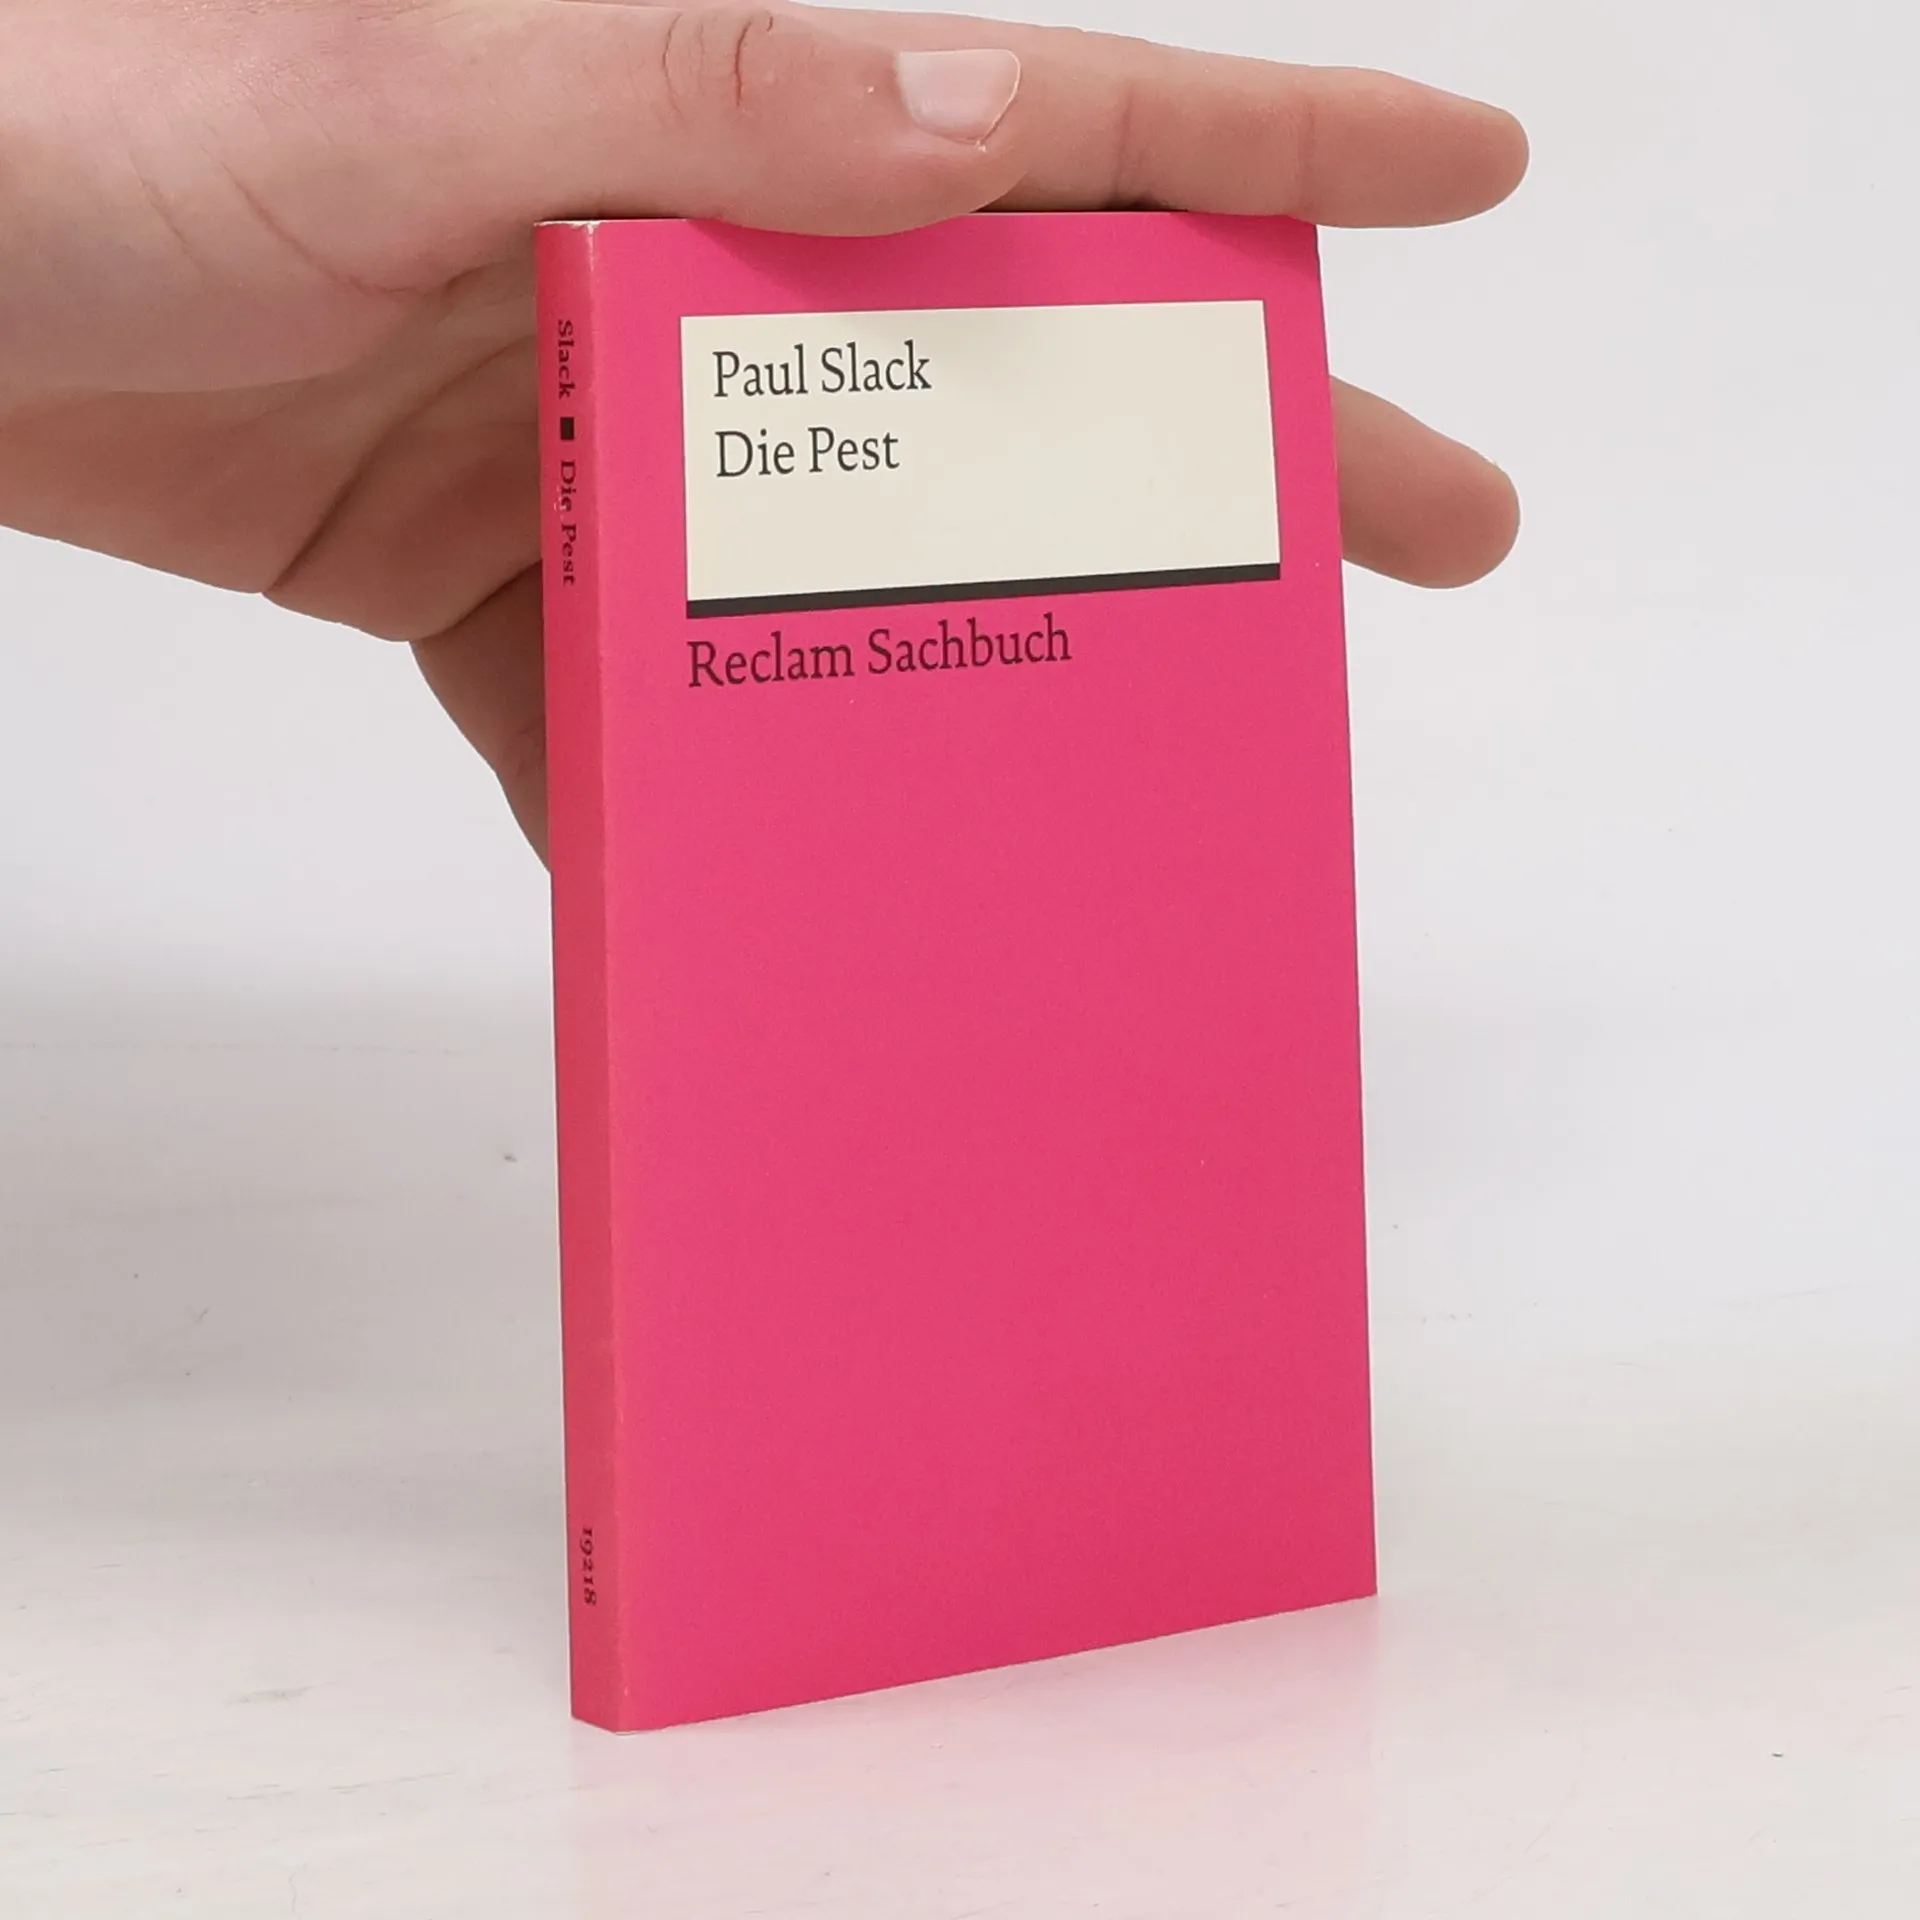 Paul Slack
Die Pest
Reclam Sachbuch
Slack ■ Die Pest
19218